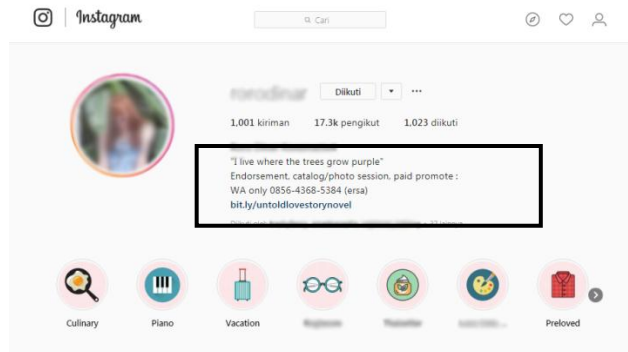 Instagram
Cari
Diikuti
1,001 kiriman 17.3k pengikut 1,023 diikuti
"I live where the trees grow purple"
Endorsement, catalog/photo session, paid promote :
WA only 0856-4368-5384 (ersa)
bit.ly/untoldlovestorynovel
Culinary Piano Vacation Preloved